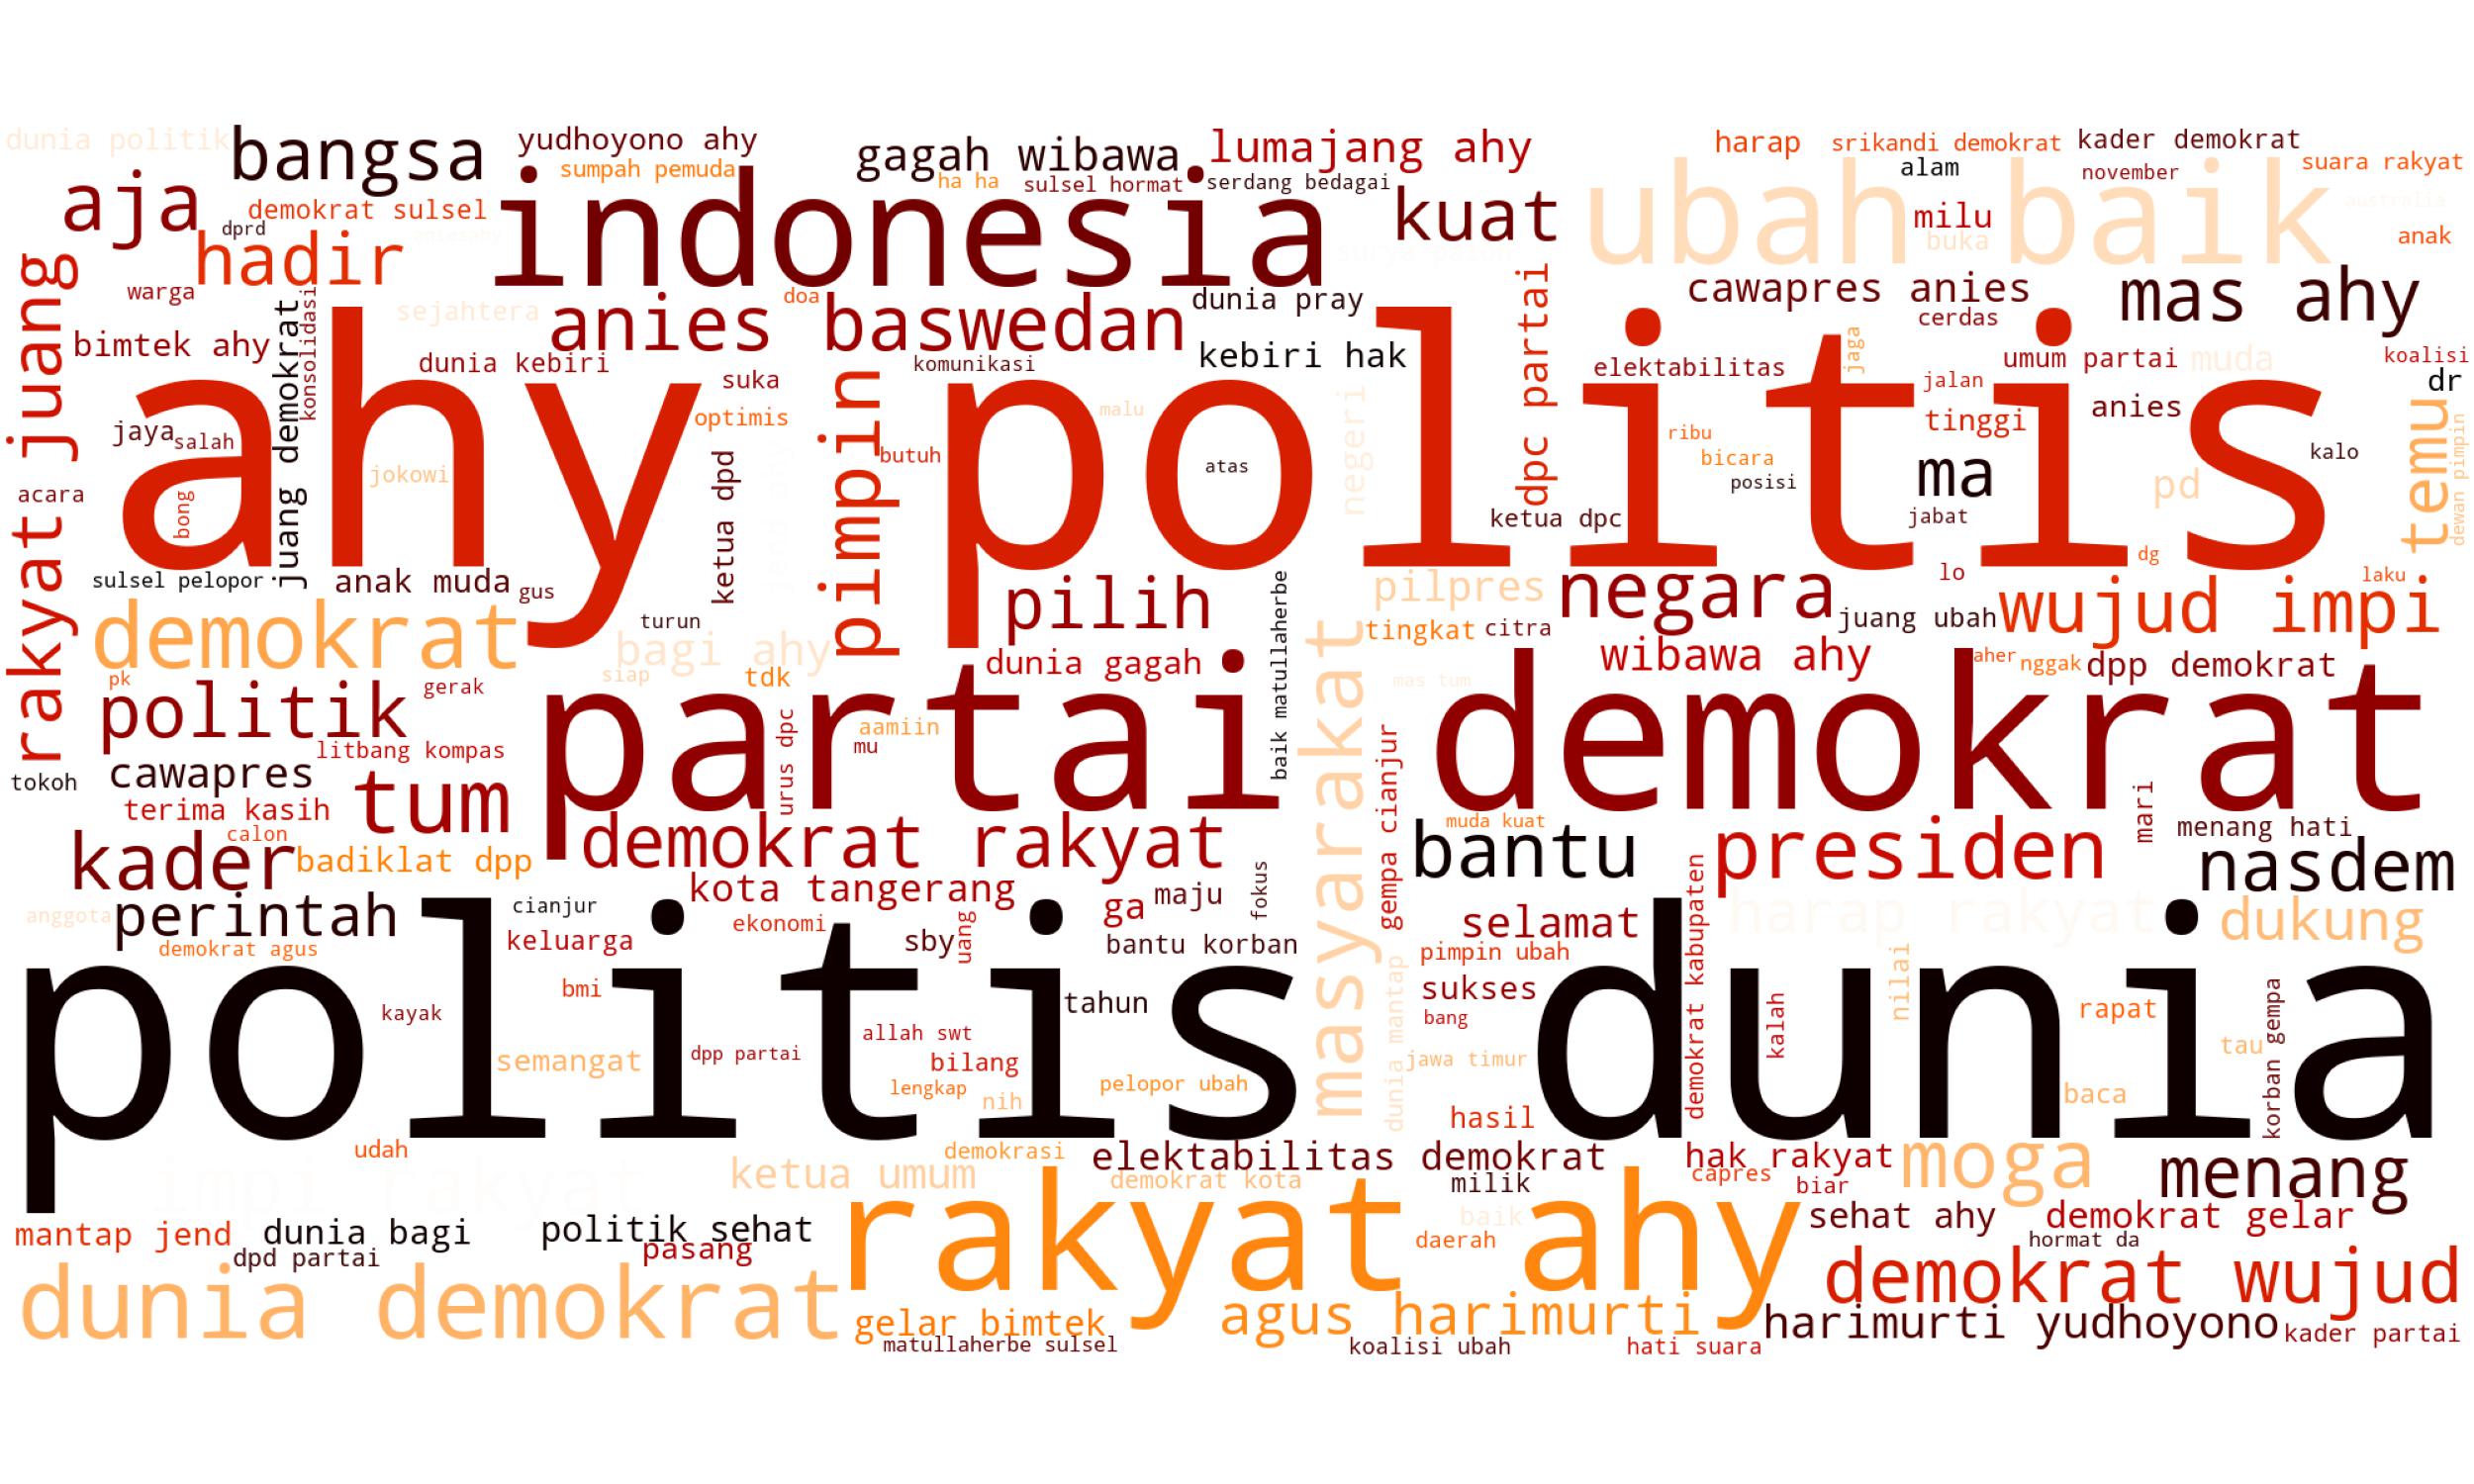 dunia politik
bangsa
yudhoyono ahy
sumpah pemuda
gagah wibawa
lumajang ahy
ha ha
sulsel hormat
serdang bedagai
harap
srikandi demokrat
kader demokrat
alam
november
suara rakyat
australia
aja
demokrat sulsel
dprd
indonesia
kuat
ubah baik
milu
buka
anak
hadir
rakyat juang
warga
konsolidasi
juang demokrat
sejahtera
doa
anies baswedan
dunia pray
dpc partai
cawapres anies
cerdas
mas ahy
bimtek ahy
dunia kebiri
suka
komunikasi
kebiri hak
elektabilitas
jaga
umum partai
muda
koalisi
dr
ahy politis
jaya
salah
optimis
pimpin
malu
negeri
jalan
tinggi
anies
temu
dewan pimpin
acara
bong
jokowi
ketua dpd
butuh
atas
ribu
bicara
posisi
ma
pd
kalo
ketua dpc
jabat
dg
sulsel pelopor
anak muda
gus
turun
pilih
baik matullaherbe
pilpres
negara
lo
laku
juang ubah
wujud impi
demokrat
bagi ahy
siap
tdk
dunia gagah
masyarakat
tingkat
citra
wibawa ahy
aher
nggak
dpp demokrat
pk
gerak
mas tum
politik
partai demokrat
litbang kompas
urus dpc
aamiin
mu
gempa cianjur
tokoh
cawapres
terima kasih
tum
calon
kader
badiklat dpp
demokrat rakyat
muda kuat
bantu
presiden
mari
menang hati
nasdem
kota tangerang
ga
maju
fokus
anggota
perintah
cianjur
demokrat agus
keluarga
ekonomi
sby
uang
bantu korban
selamat
harap rakyat
dukung
pimpin ubah
demokrat kabupaten
politis dunia
bmi
kayak
tahun
dunia mantap
sukses
bang
kalah
nilai
rapat
korban gempa
semangat
dpp partai
allah swt
bilang
lengkap
nih
pelopor ubah
jawa timur
tau
baca
hasil
udah
demokrasi
elektabilitas demokrat
hak rakyat
capres
biar
moga
menang
impi rakyat
ketua umum
demokrat kota
milik
baik
daerah
rakyat ahy
sehat ahy
demokrat gelar
hormat da
mantap jend
dunia bagi
dpd partai
politik sehat
pasang
dunia demokrat
gelar bimtek
matullaherbe sulsel
agus harimurti
koalisi ubah
hati suara
demokrat wujud
harimurti yudhoyono
kader partai